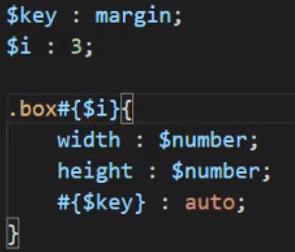 $key : margin;
$i : 3;
.box#{$i}{
width : $number;
height : $number;
#{$key} : auto;
}